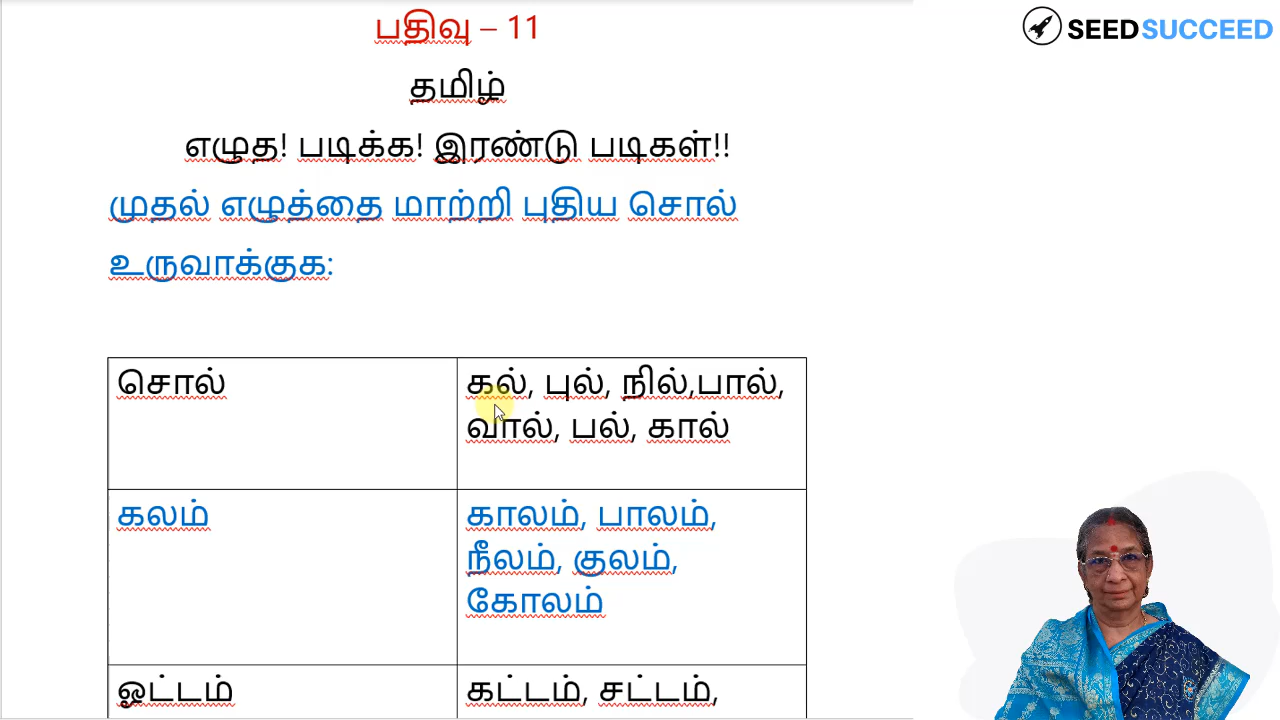 பதிவு – 11
SEEDSUCCEED
தமிழ்
எழுத! படிக்க! இரண்டு படிகள்!!
முதல் எழுத்தை மாற்றி புதிய சொல்
உருவாக்குக:
சொல்
கல், புல், நில்,பால்,
வால், பல், கால்
கலம்
காலம், பாலம்,
நீலம், குலம்,
கோலம்
ஓட்டம்
கட்டம், சட்டம்,